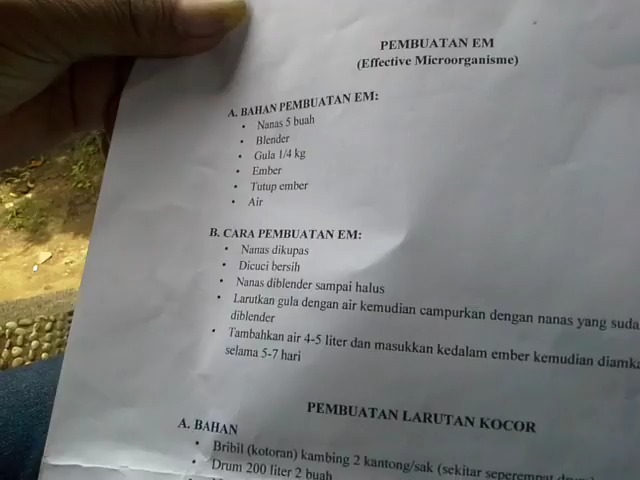 PEMBUATAN EM
(Effective Microorganisme)
A. BAHAN PEMBUATAN EM:
• Nanas 5 buah
• Blender
• Gula 1/4 kg
• Ember
• Tutup ember
• Air
B. CARA PEMBUATAN EM:
• Nanas dikupas
• Dicuci bersih
• Nanas diblender sampai halus
• Larutkan gula dengan air kemudian campurkan dengan nanas yang suda
diblender
• Tambahkan air 4-5 liter dan masukkan kedalam ember kemudian diamka
selama 5-7 hari
PEMBUATAN LARUTAN KOCOR
A. BAHAN
• Bribil (kotoran) kambing 2 kantong/sak (sekitar seperempat
• Drum 200 liter 2 buah